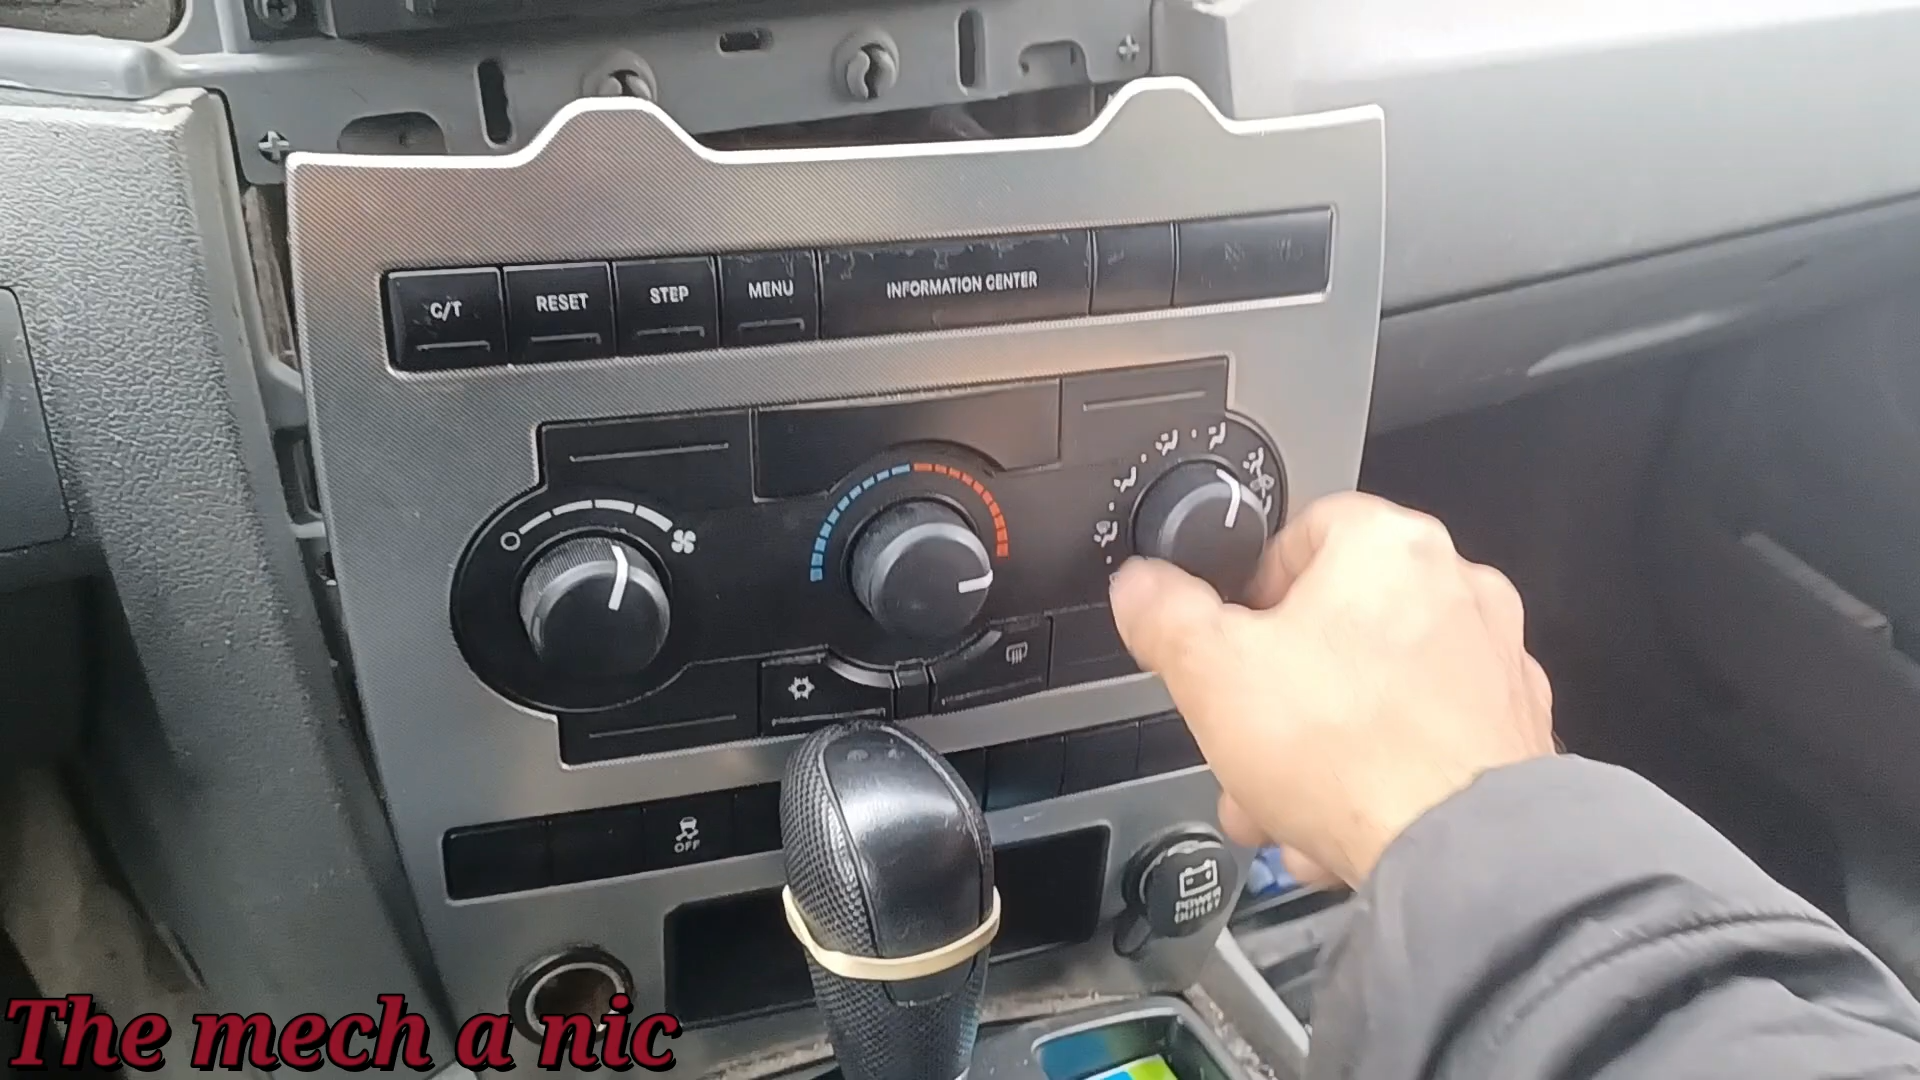 C/T
RESET
STEP
MENU
INFORMATION CENTER
OFF
POWER
OUTLET
The mech a nic